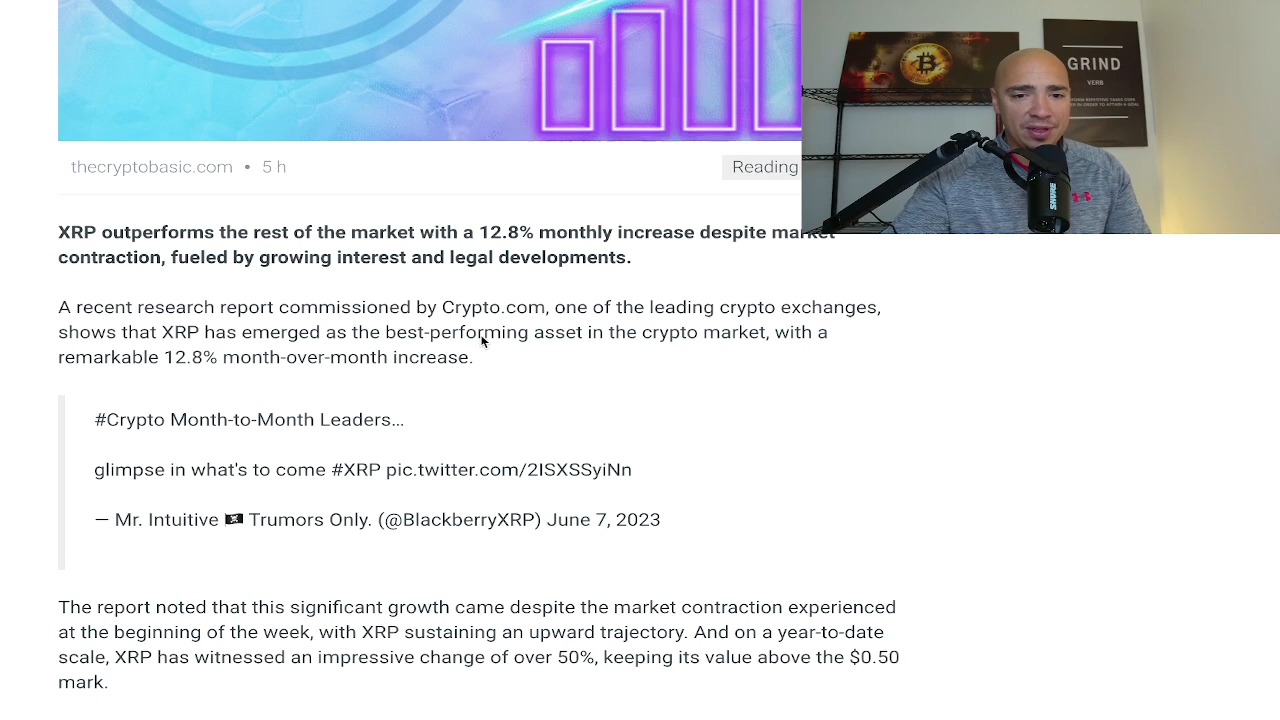 GRIND
VERB
thecryptobasic.com • 5 h
Reading
SHURE
XRP outperforms the rest of the market with a 12.8% monthly increase despite market
contraction, fueled by growing interest and legal developments.
A recent research report commissioned by Crypto.com, one of the leading crypto exchanges,
shows that XRP has emerged as the best-performing asset in the crypto market, with a
remarkable 12.8% month-over-month increase.
#Crypto Month-to-Month Leaders…
glimpse in what's to come #XRP pic.twitter.com/2ISXSSyiNn
— Mr. Intuitive 🏴‍☠️ Trumors Only. (@BlackberryXRP) June 7, 2023
The report noted that this significant growth came despite the market contraction experienced
at the beginning of the week, with XRP sustaining an upward trajectory. And on a year-to-date
scale, XRP has witnessed an impressive change of over 50%, keeping its value above the $0.50
mark.